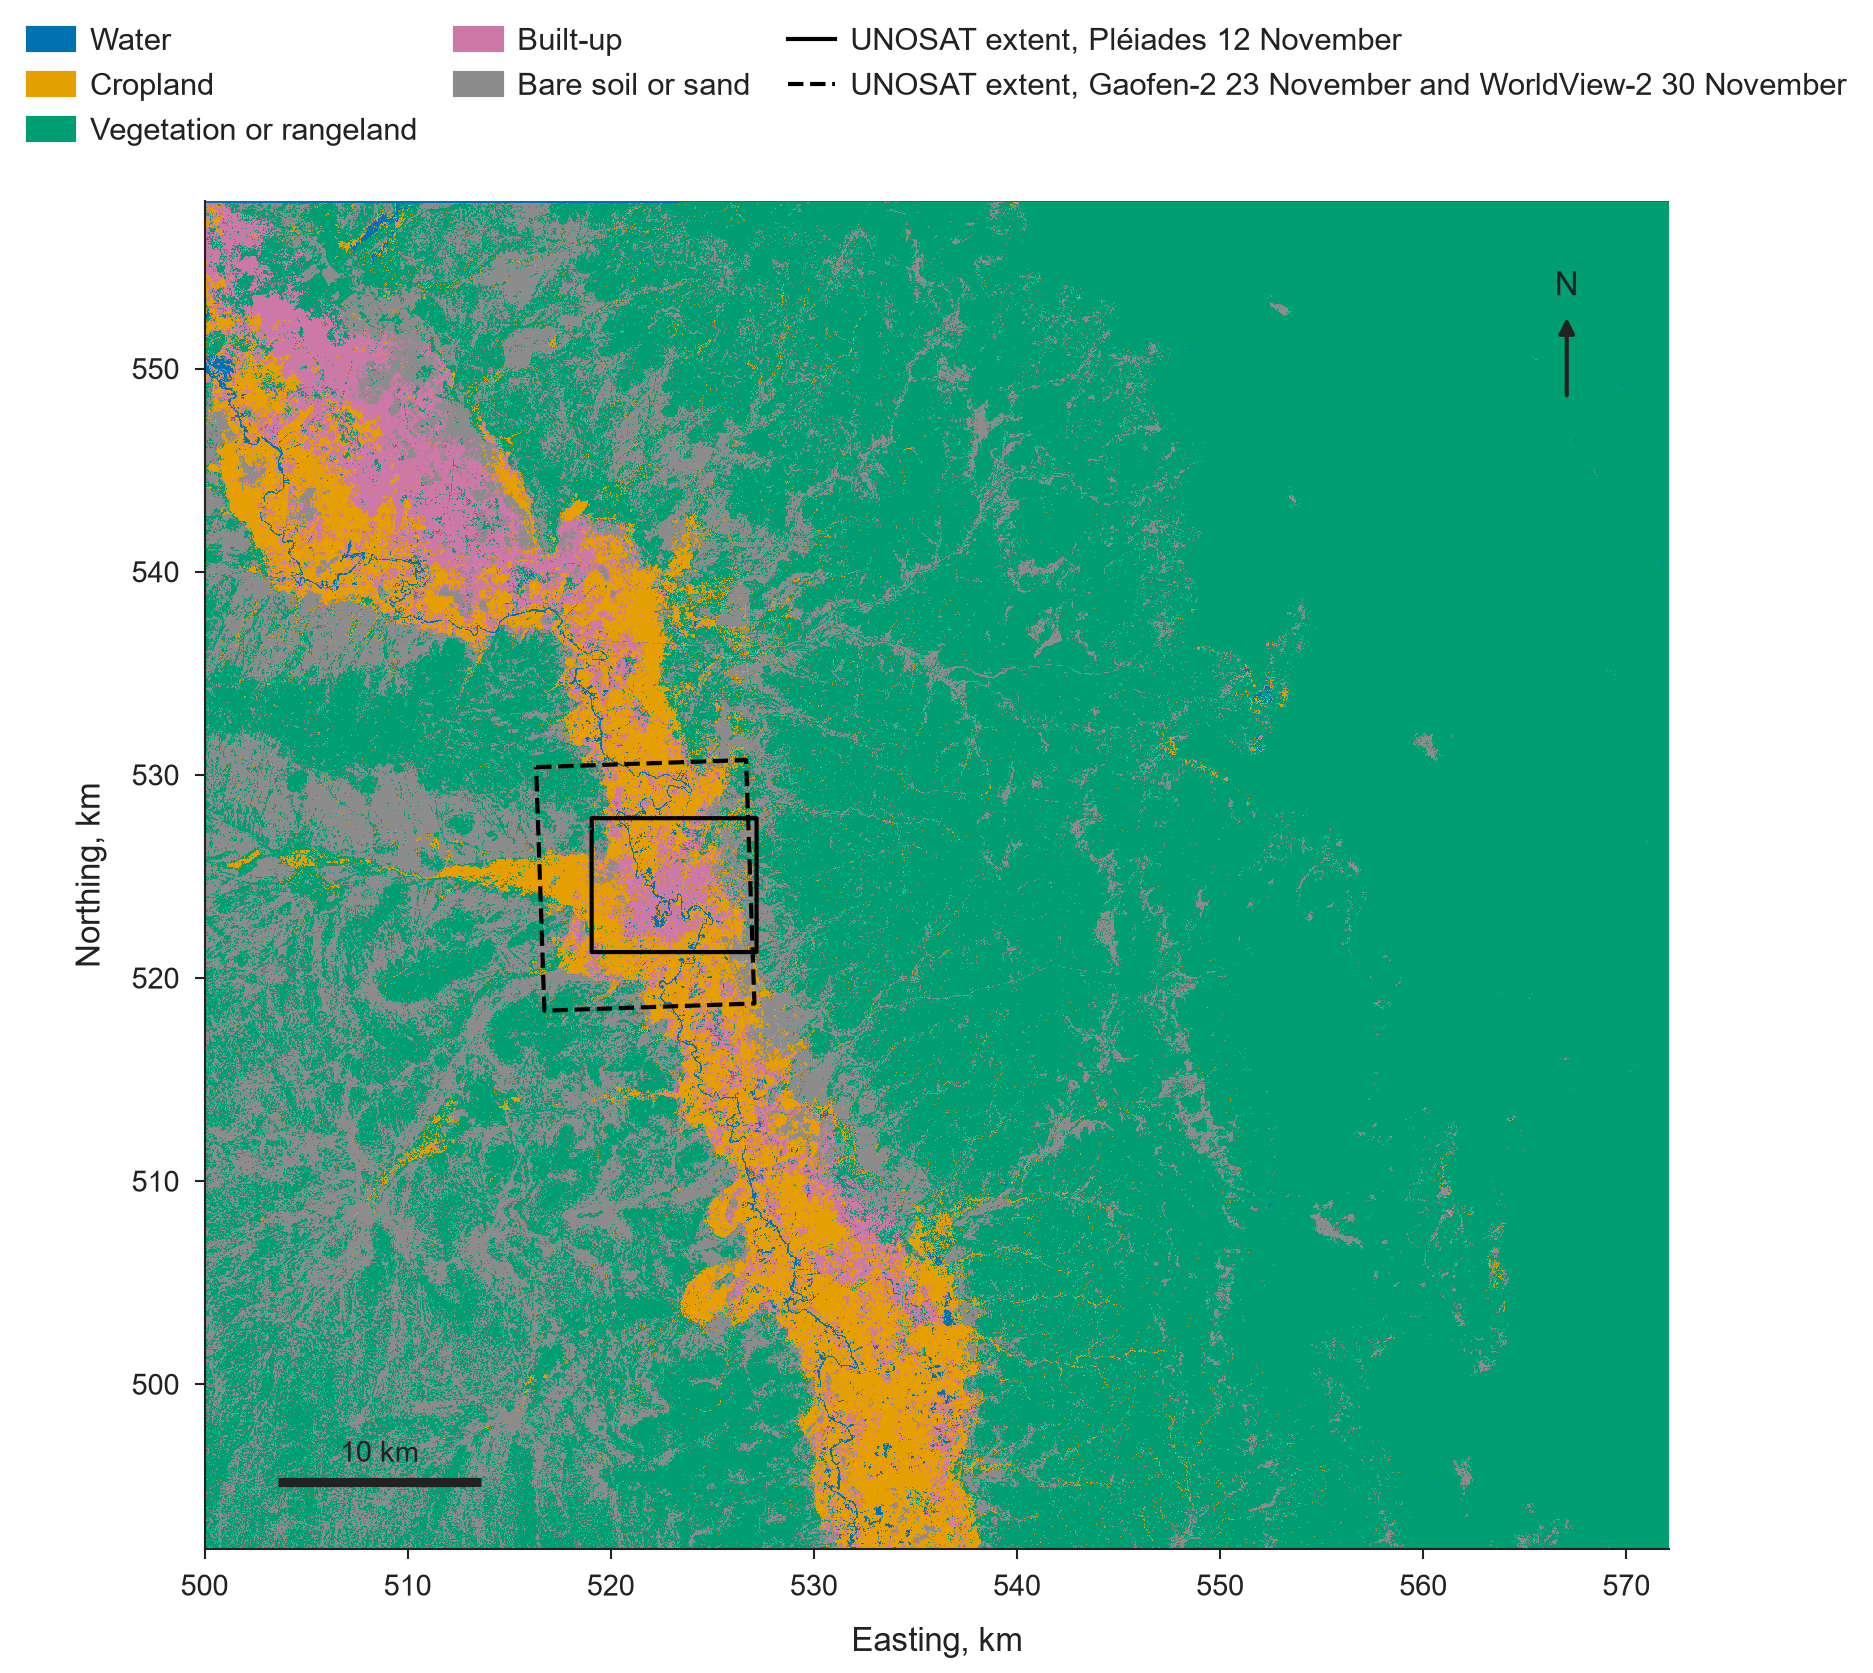 Water
Cropland
Vegetation or rangeland
Built-up
Bare soil or sand
UNOSAT extent, Pléiades 12 November
UNOSAT extent, Gaofen-2 23 November and WorldView-2 30 November
N
550
540
530
520
510
500
Northing, km
10 km
500 510 520 530 540 550 560 570
Easting, km